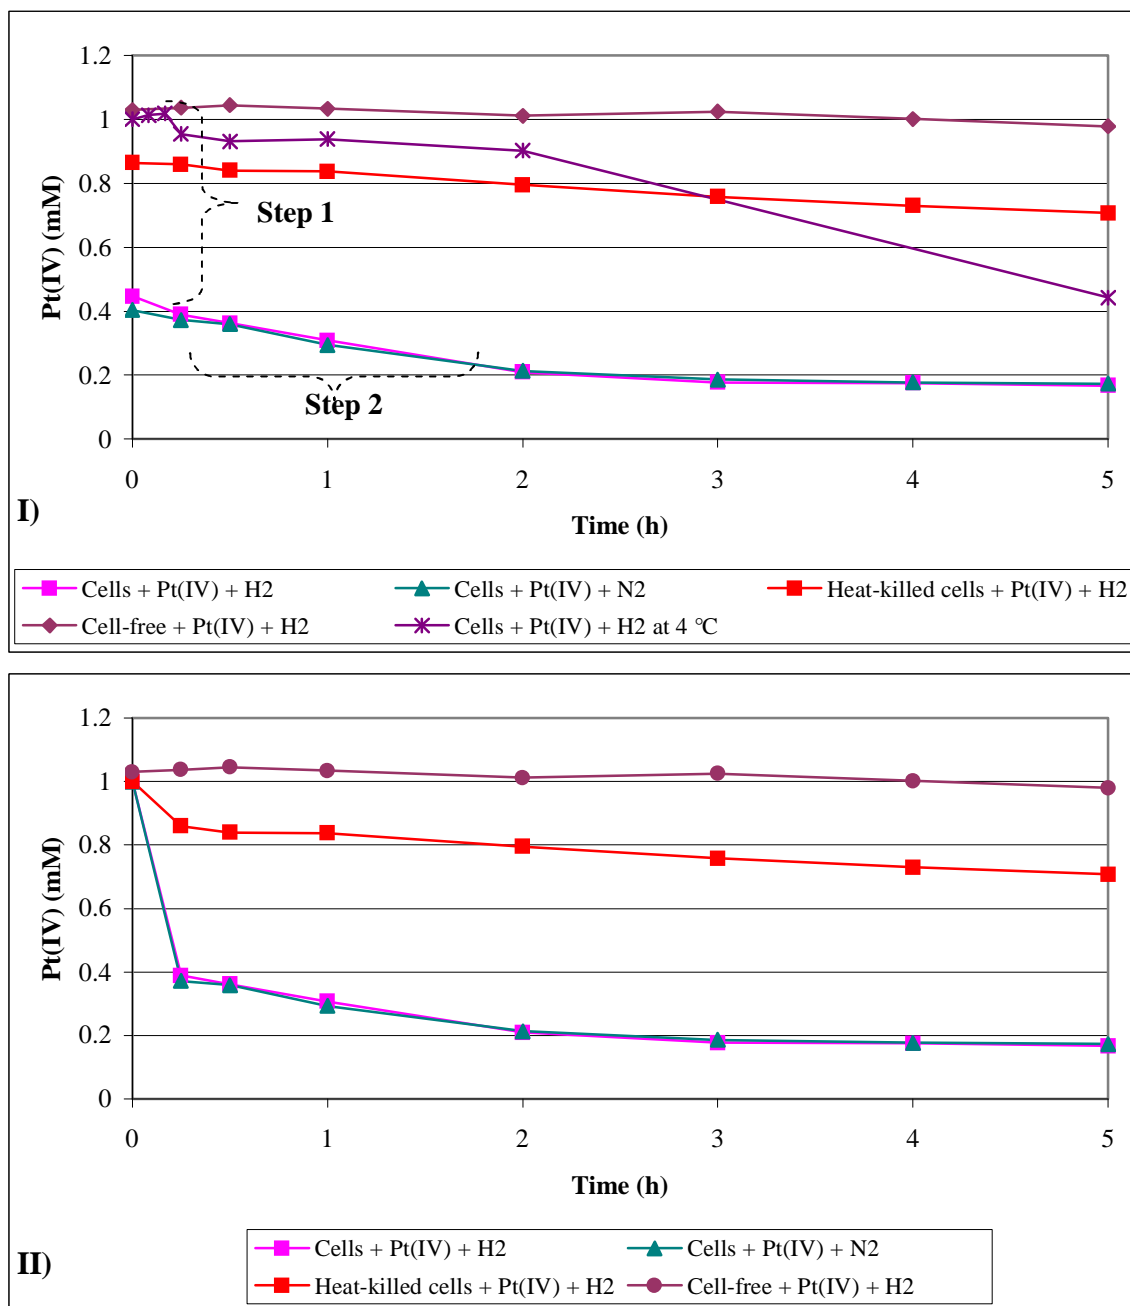 1.2
1
0.8
0.6
0.4
0.2
0
Pt(IV) (mM)
Step 1
Step 2
0 1 2 3 4 5
I)
Time (h)
Cells + Pt(IV) + H2 Cells + Pt(IV) + N2 Heat-killed cells + Pt(IV) + H2
Cell-free + Pt(IV) + H2 Cells + Pt(IV) + H2 at 4 °C
1.2
1
0.8
0.6
0.4
0.2
0
Pt(IV) (mM)
0 1 2 3 4 5
Time (h)
II)
Cells + Pt(IV) + H2 Cells + Pt(IV) + N2
Heat-killed cells + Pt(IV) + H2 Cell-free + Pt(IV) + H2